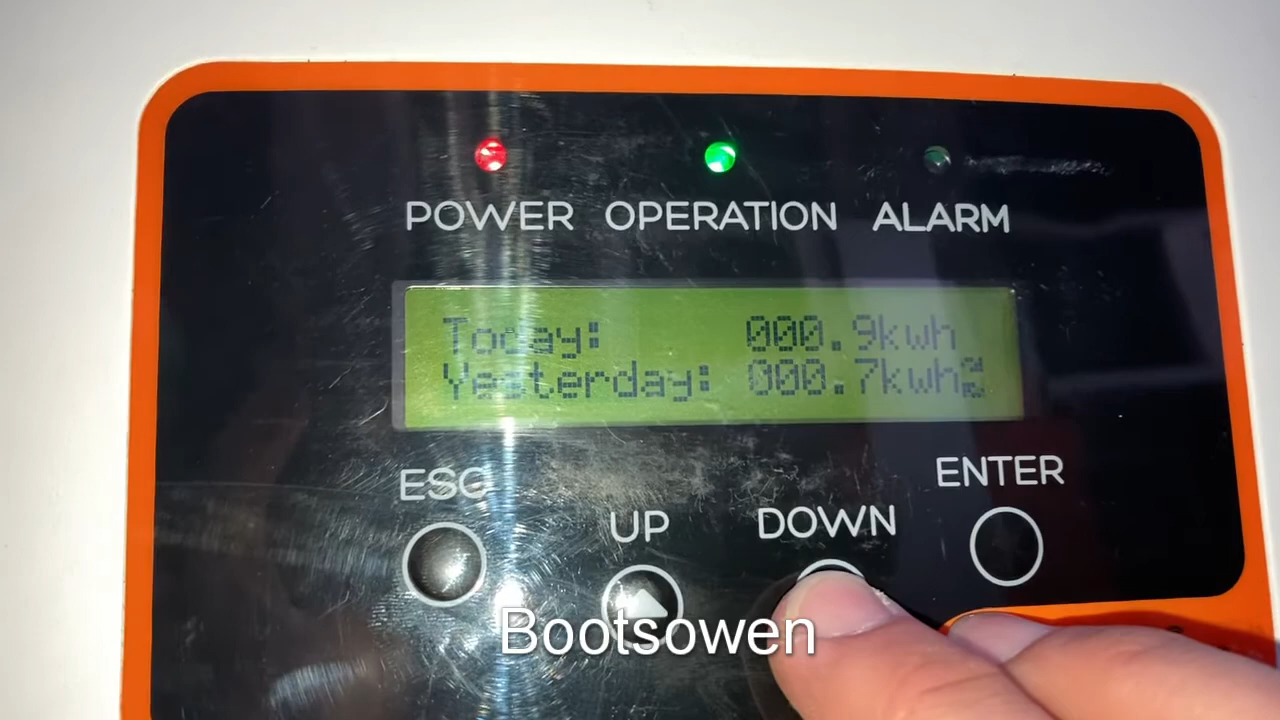 POWER OPERATION ALARM
Today: 000.9kwh
Yesterday: 000.7kwh
ESC
UP
DOWN
ENTER
Bootsowen